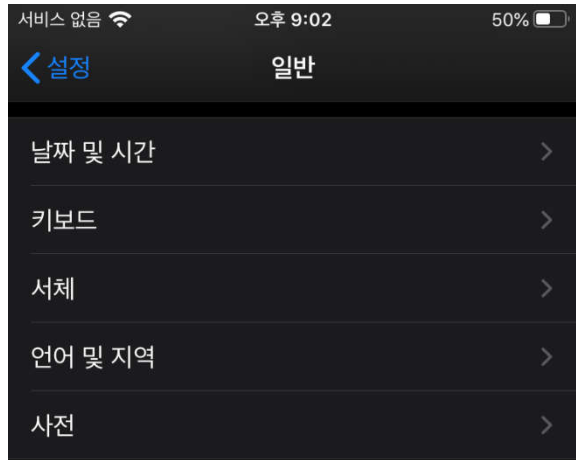 서비스 없음 오후 9:02 50%
설정 일반
날짜 및 시간
키보드
서체
언어 및 지역
사전